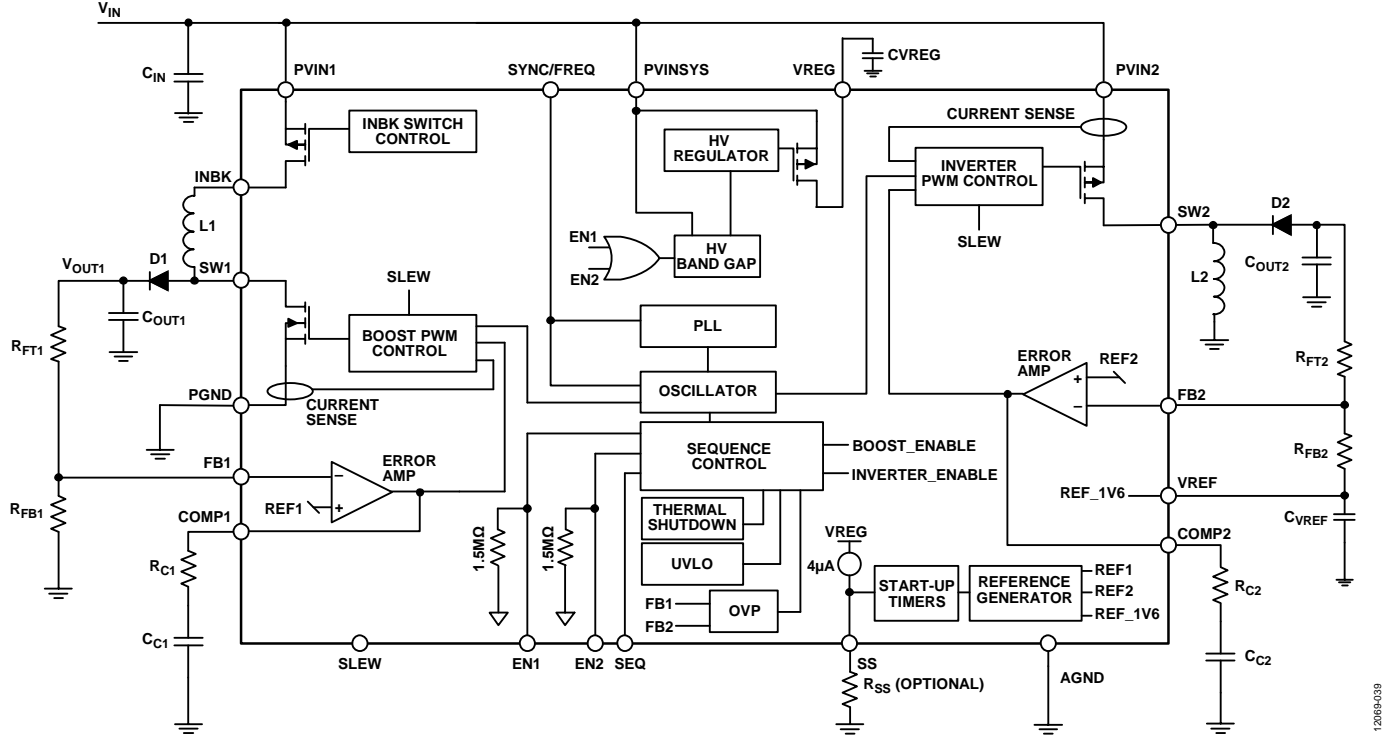 VIN
CIN
PVIN1
SYNC/FREQ
PVINSYS
VREG
CVREG
PVIN2
INBK SWITCH
CONTROL
HV
REGULATOR
CURRENT SENSE
INVERTER
PWM CONTROL
INBK
L1
SLEW
SW2
D2
EN1
EN2
HV
BAND GAP
L2
COUT2
VOUT1
D1
SW1
COUT1
SLEW
BOOST PWM
CONTROL
PLL
RFT1
ERROR
AMP
REF2
RFT2
OSCILLATOR
PGND
CURRENT
SENSE
FB2
+
−
SEQUENCE
CONTROL
BOOST_ENABLE
INVERTER_ENABLE
RFB2
FB1
ERROR
AMP
−
+
REF1
REF_1V6
VREF
RFB1
COMP1
THERMAL
SHUTDOWN
CVREF
1.5MΩ
1.5MΩ
VREG
4µA
COMP2
RC1
UVLO
START-UP
TIMERS
REFERENCE
GENERATOR
REF1
REF2
REF_1V6
RC2
FB1
FB2
OVP
CC1
SLEW
EN1
EN2
SEQ
SS
RSS (OPTIONAL)
AGND
CC2
12069-039